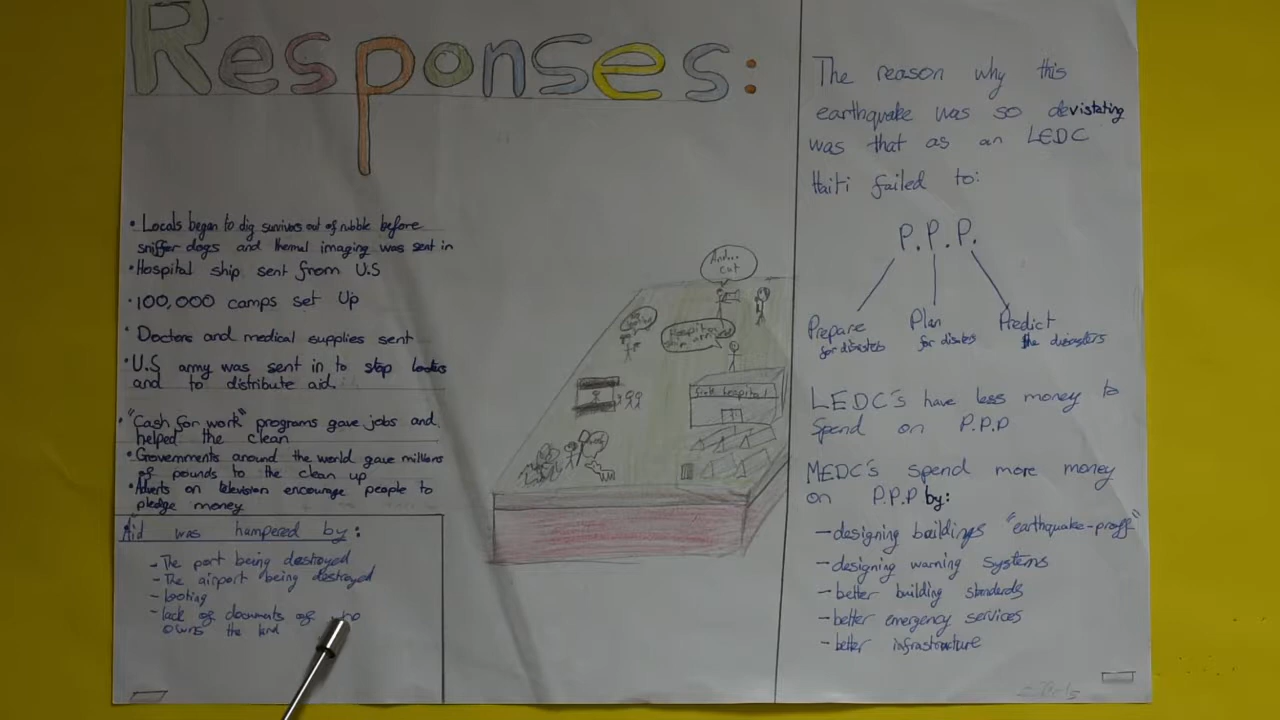 Responses:
• Locals began to dig survivors out of rubble before
sniffer dogs and thermal imaging was sent in
• Hospital ship sent from U.S
• 100,000 camps set up
• Doctors and medical supplies sent
• U.S army was sent in to stop
and to distribute aid.
• "Cash for work" programs gave jobs and
helped the clean
• Governments around the world gave millions
of pounds to the clean up
• Adverts on television encourage people to
pledge money
Aid was hampered by:
- The port being destroyed
- The airport being destroyed
- looting
- lack of documents of
owns the land
And...
cut
Hospital
field hospital
The reason why this
earthquake was so devistating
was that as an LEDC
Haiti failed to:
P.P.P.
Prepare
for disasters
Plan
for
Predict
the disasters
LEDC's have less money to
spend on P.P.P
MEDC's spend more money
on P.P.P by:
- designing buildings "earthquake-proff"
- designing warning systems
- better building standards
- better emergency services
- better infrastructure